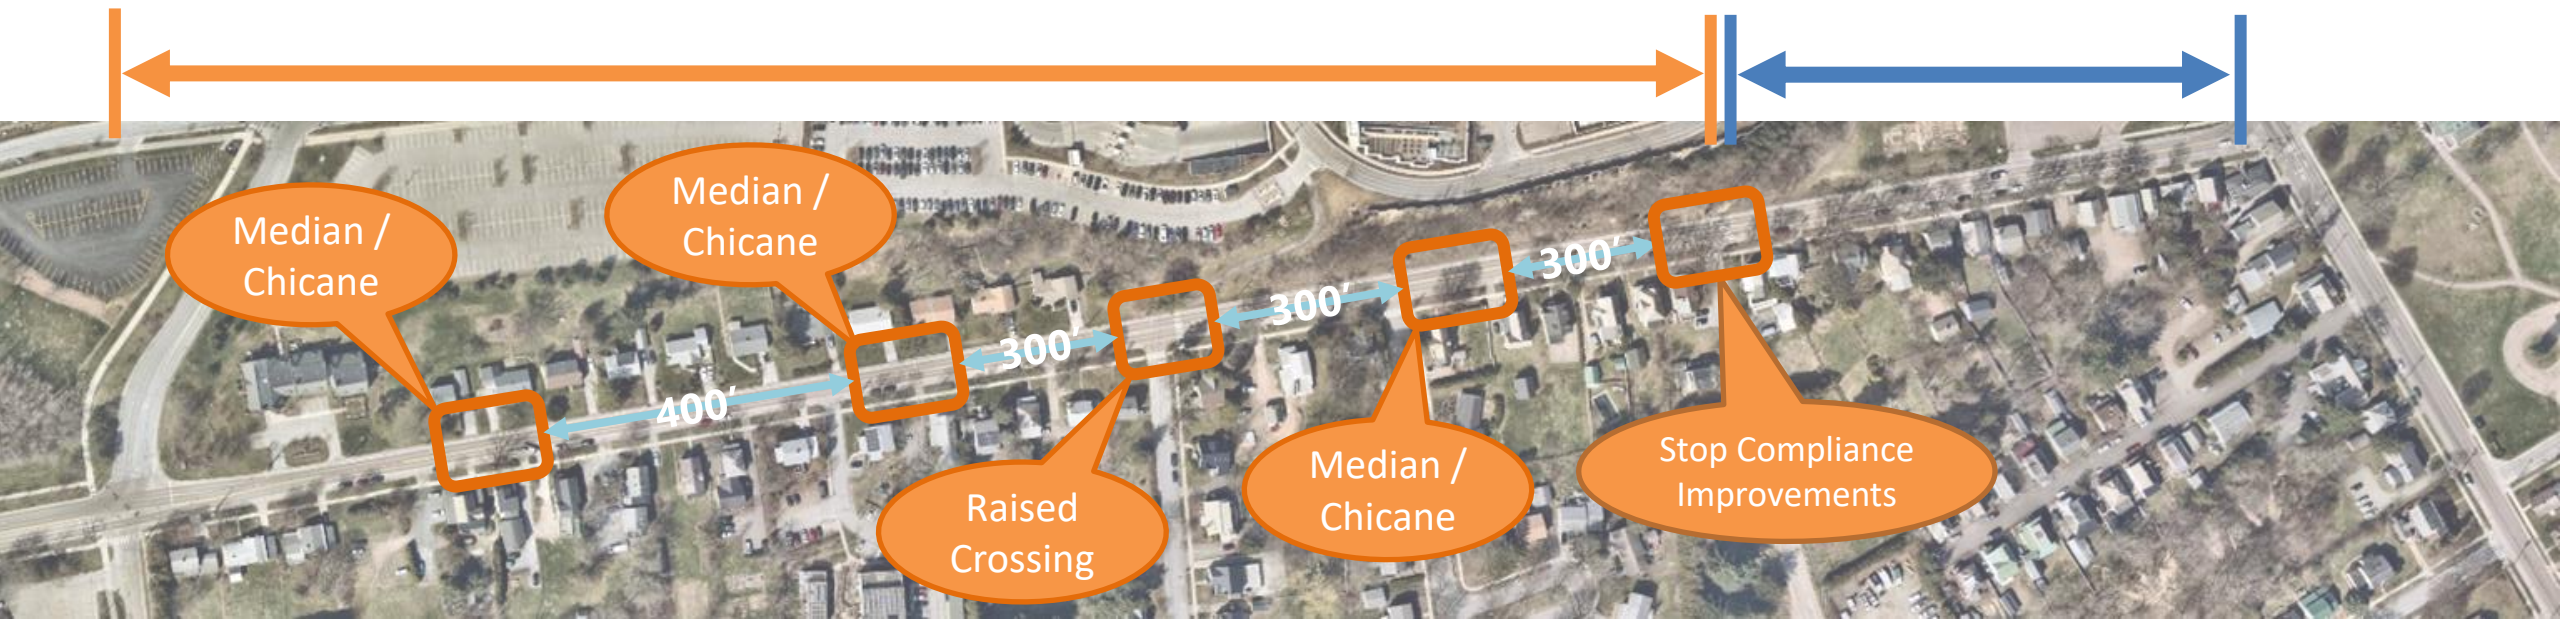 Median /
Chicane
Median /
Chicane
400′
300′
300′
300′
Raised
Crossing
Median /
Chicane
Stop Compliance
Improvements